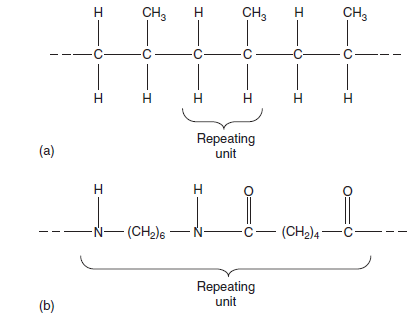 H CH3 H CH3 H CH3
C C C C C C
H H H H H H
Repeating
unit
(a)
H H O O
N (CH2)6 N C (CH2)4 C
Repeating
unit
(b)